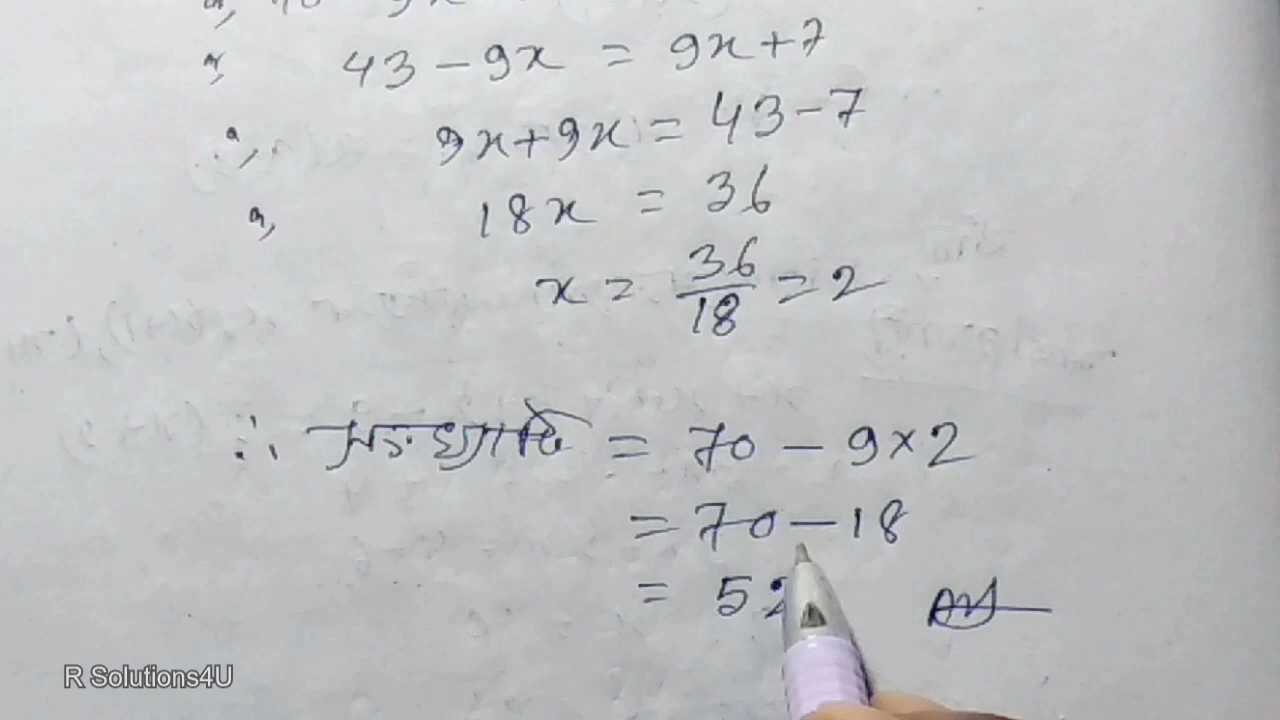 বা, 43 - 9x = 9x + 7
বা, 9x + 9x = 43 - 7
বা, 18x = 36
x = 36/18 = 2
∴ সংখ্যাটি = 70 - 9 × 2
= 70 - 18
= 52 Ans
R Solutions4U